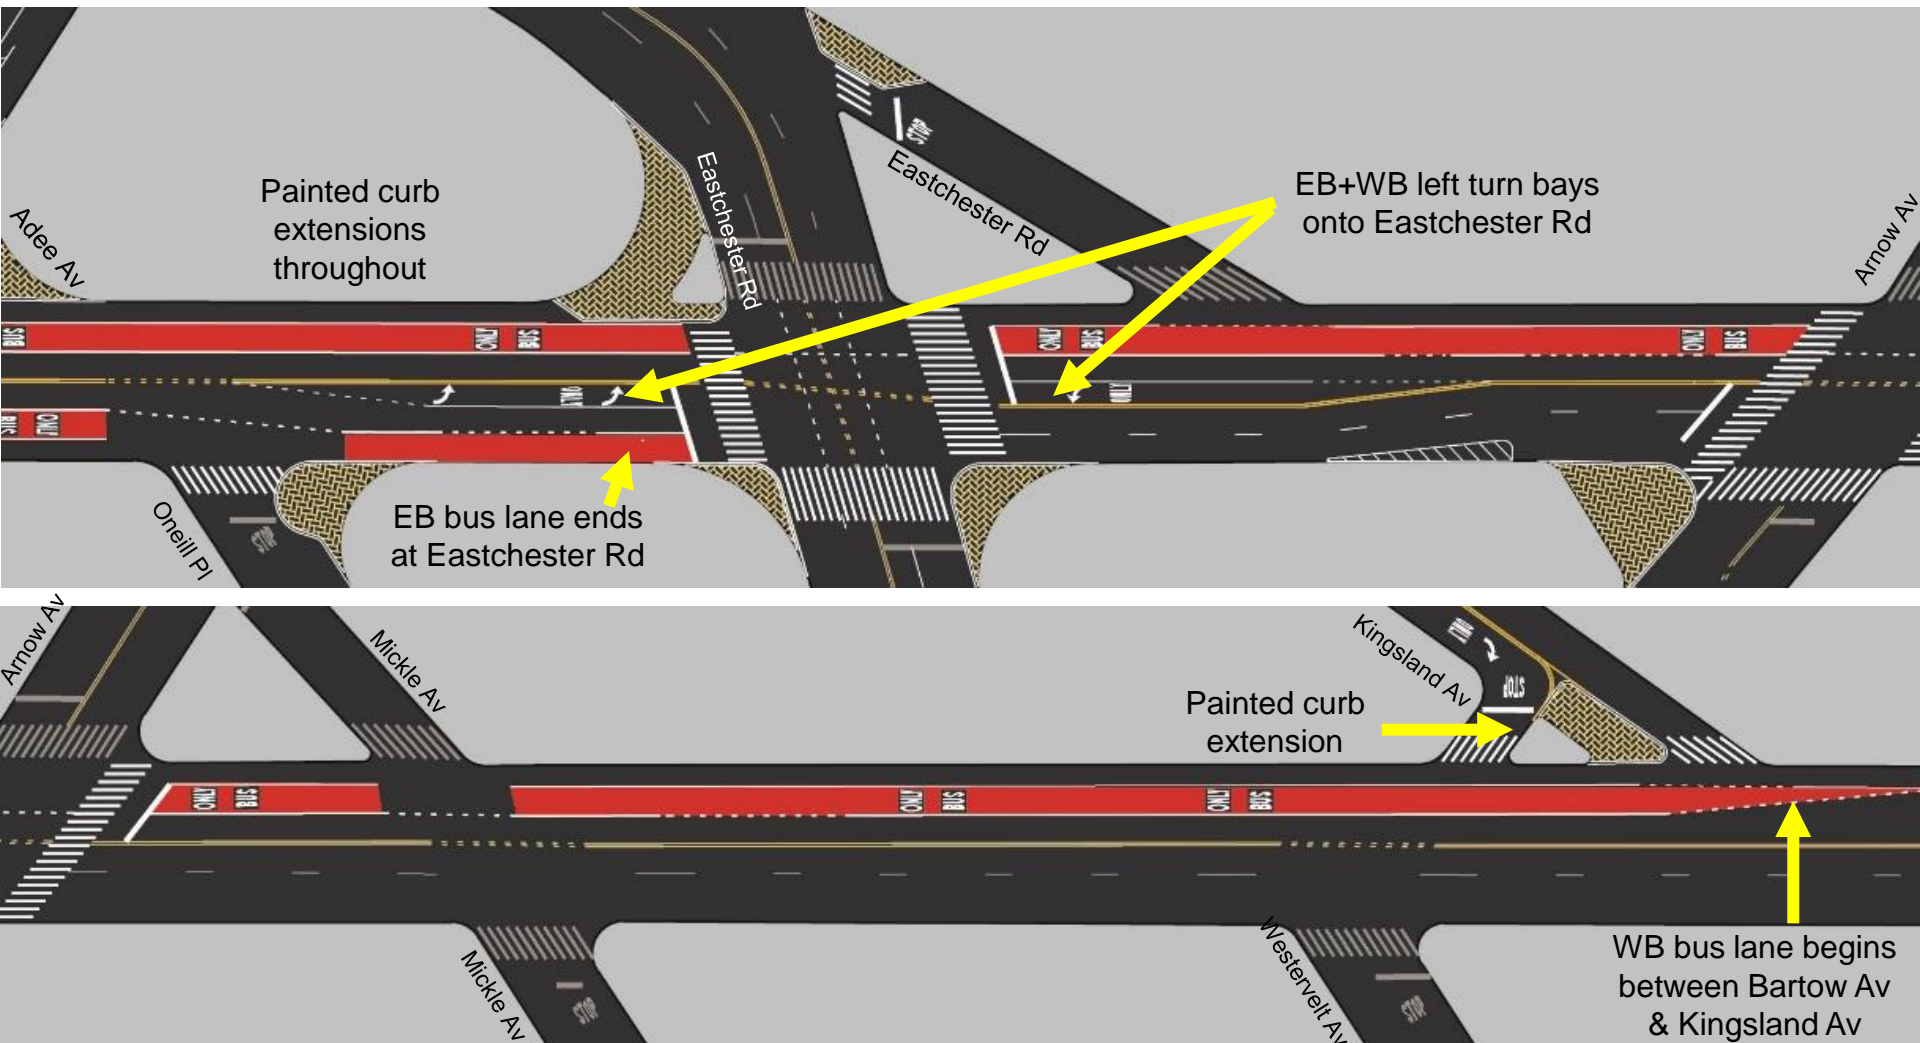 Painted curb
extensions
throughout
Adee Av
Eastchester Rd
Eastchester Rd
STOP
EB+WB left turn bays
onto Eastchester Rd
Arnow Av
BUS
ONLY
BUS
ONLY
BUS
ONLY
BUS
ONLY
ONLY
BUS
ONLY
EB bus lane ends
at Eastchester Rd
Oneill Pl
STOP
Arnow Av
Mickle Av
Kingsland Av
STOP
Painted curb
extension
ONLY
BUS
ONLY
BUS
ONLY
BUS
WB bus lane begins
between Bartow Av
& Kingsland Av
Mickle Av
STOP
Westervelt Av
STOP